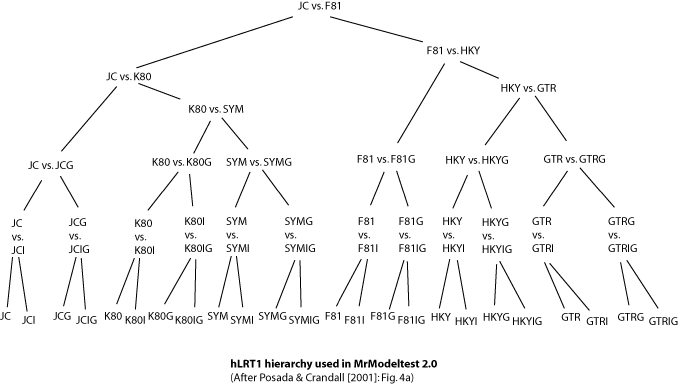 JC vs. F81
F81 vs. HKY
JC vs. K80
HKY vs. GTR
K80 vs. SYM
JC vs. JCG
K80 vs. K80G
SYM vs. SYMG
F81 vs. F81G
HKY vs. HKYG
GTR vs. GTRG
JC
vs.
JCI
JCG
vs.
JCIG
K80
vs.
K80I
K80I
vs.
K80IG
SYM
vs.
SYMI
SYMG
vs.
SYMIG
F81
vs.
F81I
F81G
vs.
F81IG
HKY
vs.
HKYI
HKYG
vs.
HKYIG
GTR
vs.
GTRI
GTRG
vs.
GTRIG
JC
JCI
JCG
JCIG
K80
K80I
K80G
K80IG
SYM
SYMI
SYMG
SYMIG
F81
F81I
F81G
F81IG
HKY
HKYI
HKYG
HKYIG
GTR
GTRI
GTRG
GTRIG
hLRT1 hierarchy used in MrModeltest 2.0
(After Posada & Crandall [2001]: Fig. 4a)